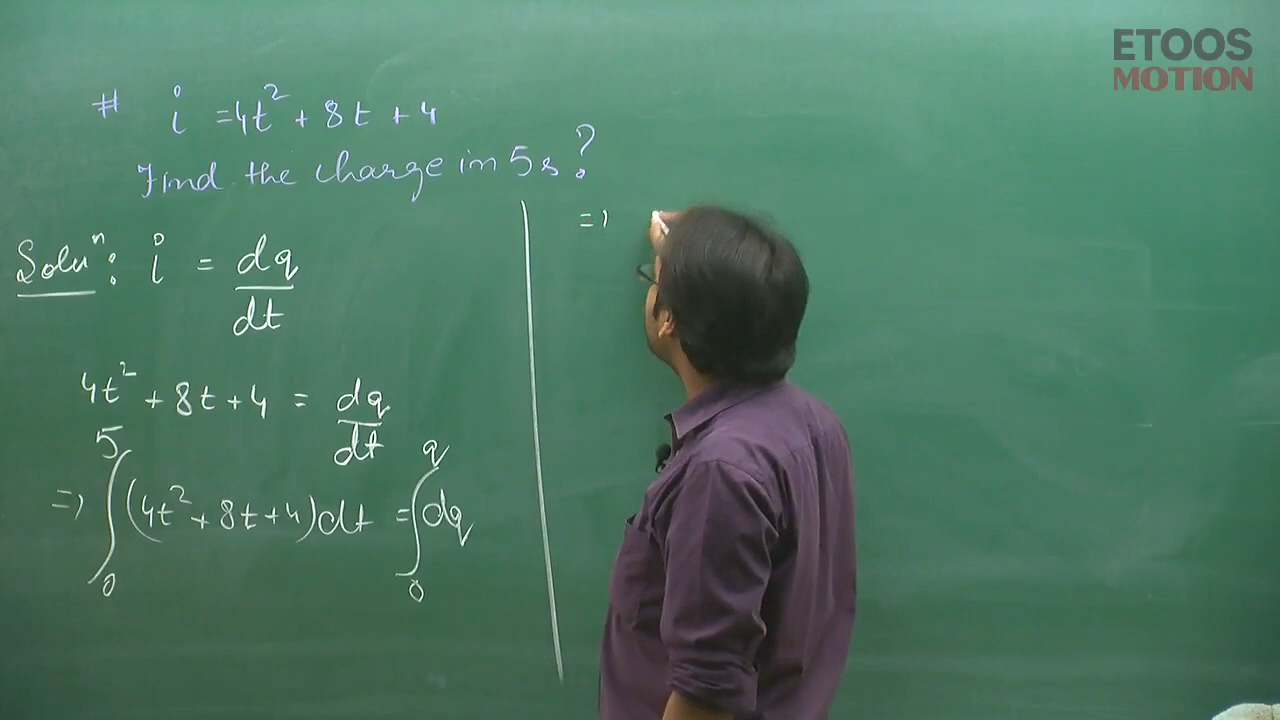 ETOOS
MOTION
# i = 4t² + 8t + 4
Find the charge in 5s?
Soluⁿ: i = dq/dt
4t² + 8t + 4 = dq/dt
⇒ ∫₀⁵ (4t² + 8t + 4)dt = ∫₀^q dq
⇒